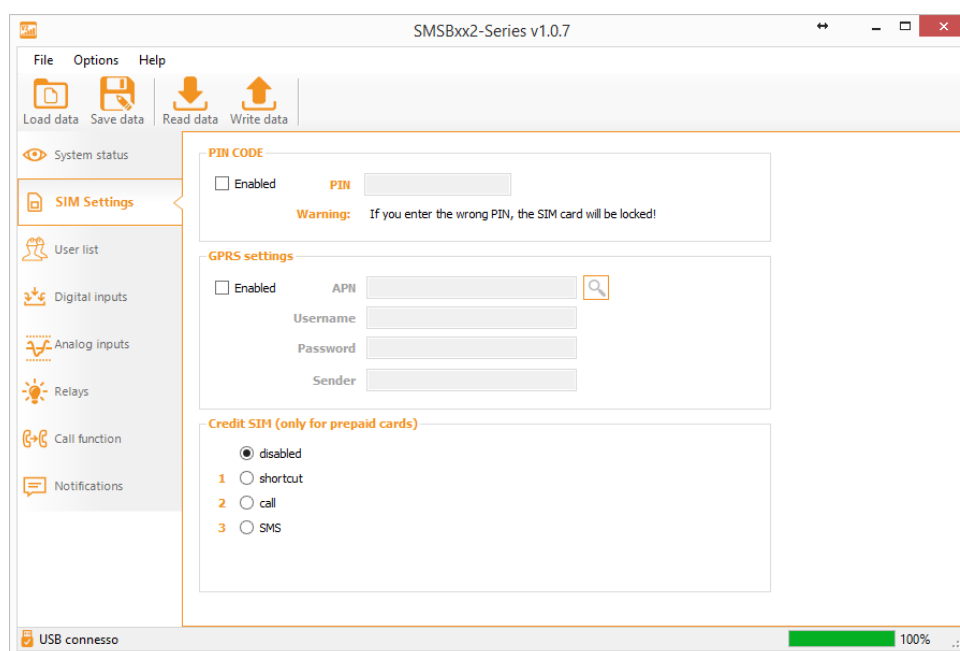 SMSBxx2-Series v1.0.7
File Options Help
Load data Save data Read data Write data
System status
SIM Settings
User list
Digital inputs
Analog inputs
Relays
Call function
Notifications
PIN CODE
Enabled PIN
Warning: If you enter the wrong PIN, the SIM card will be locked!
GPRS settings
Enabled APN
Username
Password
Sender
Credit SIM (only for prepaid cards)
disabled
1 shortcut
2 call
3 SMS
USB connesso 100%